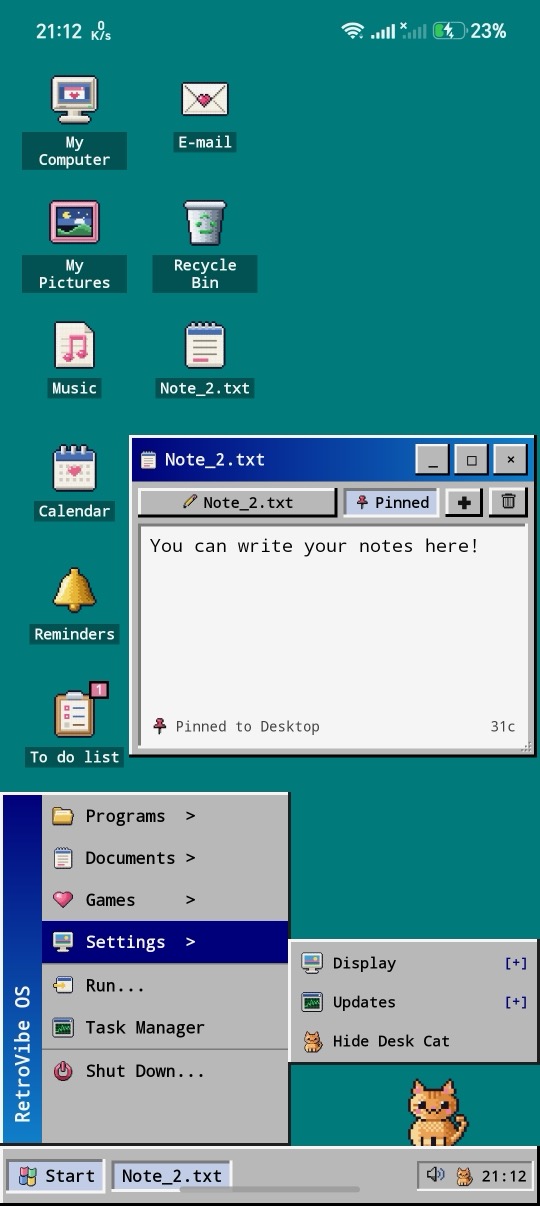 21:12 0 K/s 23%
My
Computer
E-mail
My
Pictures
Recycle
Bin
Music
Note_2.txt
Calendar
Reminders
1
To do list
Note_2.txt _ □ ×
Note_2.txt Pinned +
You can write your notes here!
Pinned to Desktop 31c
Programs >
Documents >
Games >
Settings >
Run...
Task Manager
Shut Down...
RetroVibe OS
Display [+]
Updates [+]
Hide Desk Cat
Start Note_2.txt 21:12